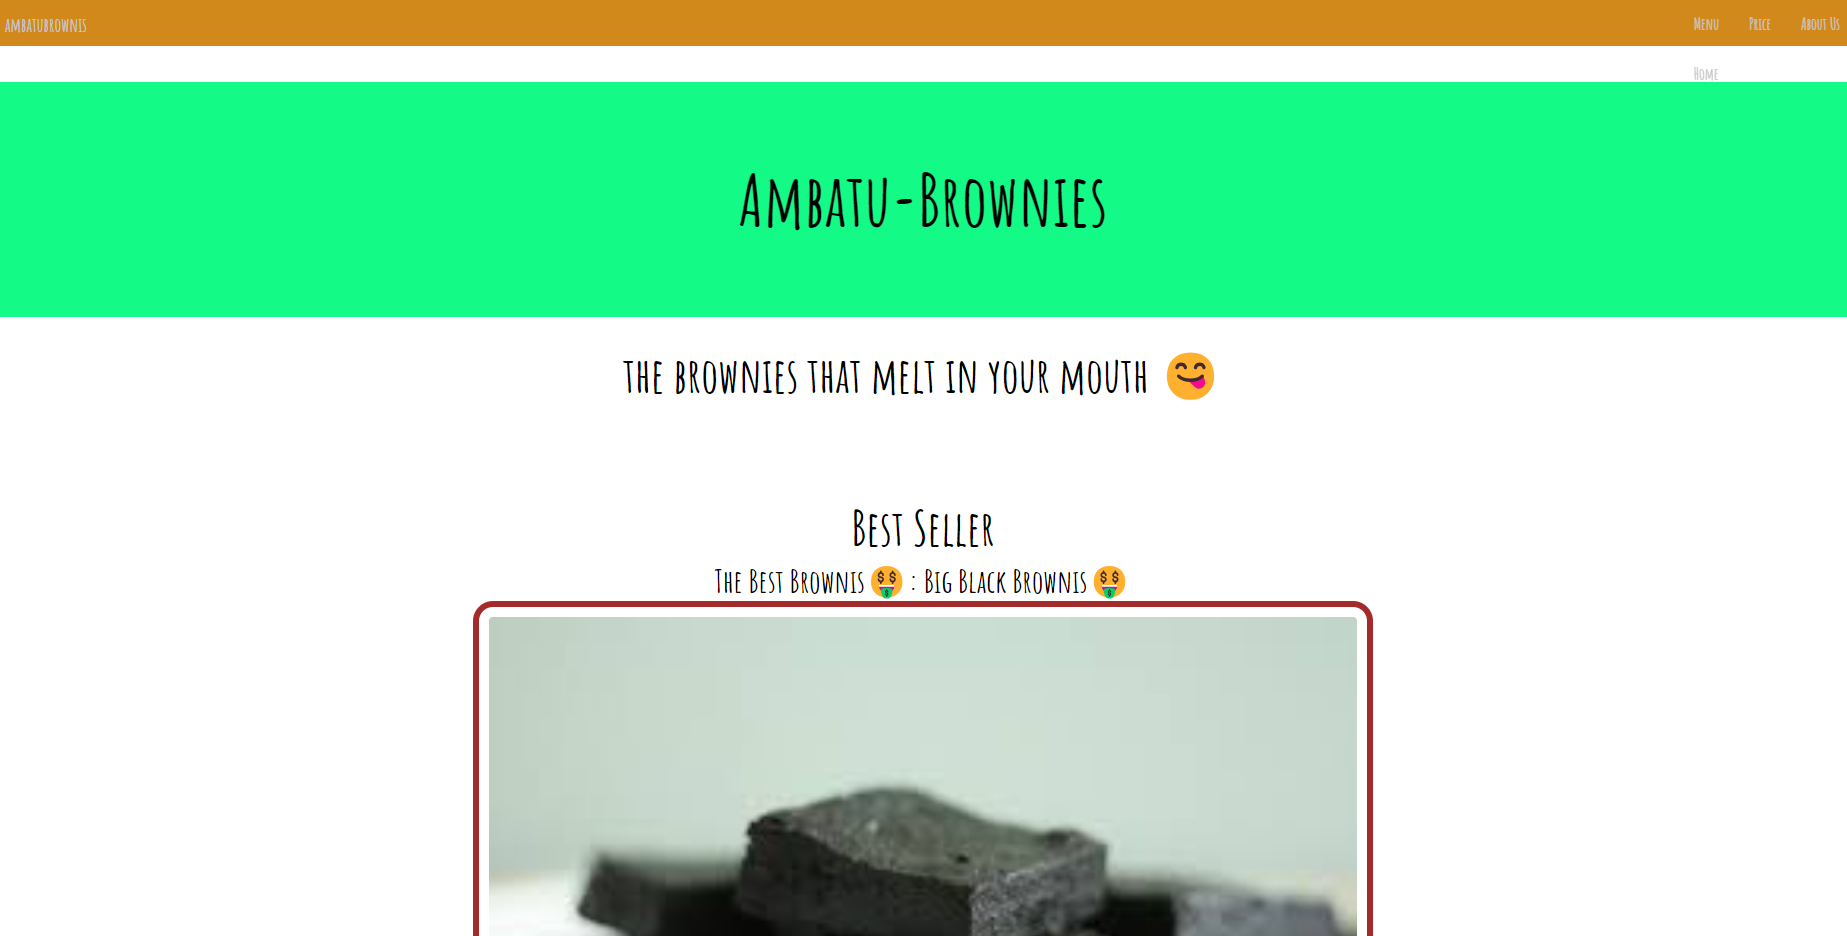 AMBATUBROWNIS
Menu Price About Us
Home
Ambatu-Brownies
THE BROWNIES THAT MELT IN YOUR MOUTH 😋
Best Seller
The Best Brownis 🤑 : Big Black Brownis 🤑